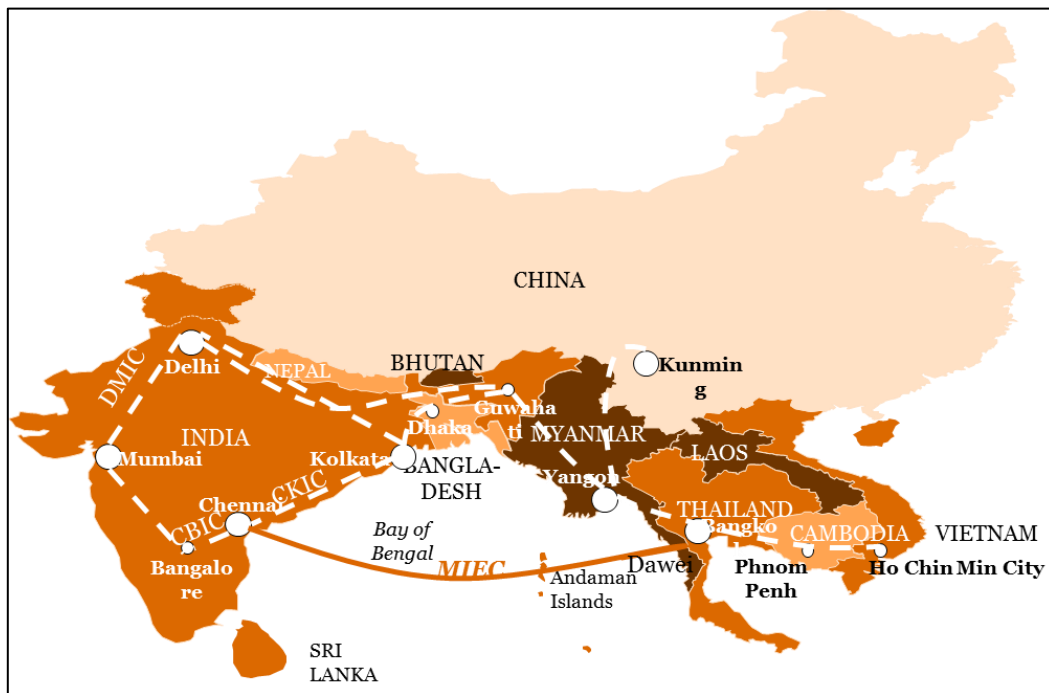 CHINA
BHUTAN
Kunmin
g
DMIC
Delhi
NEPAL
Guwaha
ti
Dhaka
MYANMAR
INDIA
Mumbai
Kolkata
BANGLA-
DESH
LAOS
Yangon
CKIC
Chennai
THAILAND
Bangko
CBIC
Bay of
Bengal
CAMBODIA
VIETNAM
Bangalo
re
MIEC
Andaman
Islands
Dawei
Phnom
Penh
Ho Chin Min City
SRI
LANKA